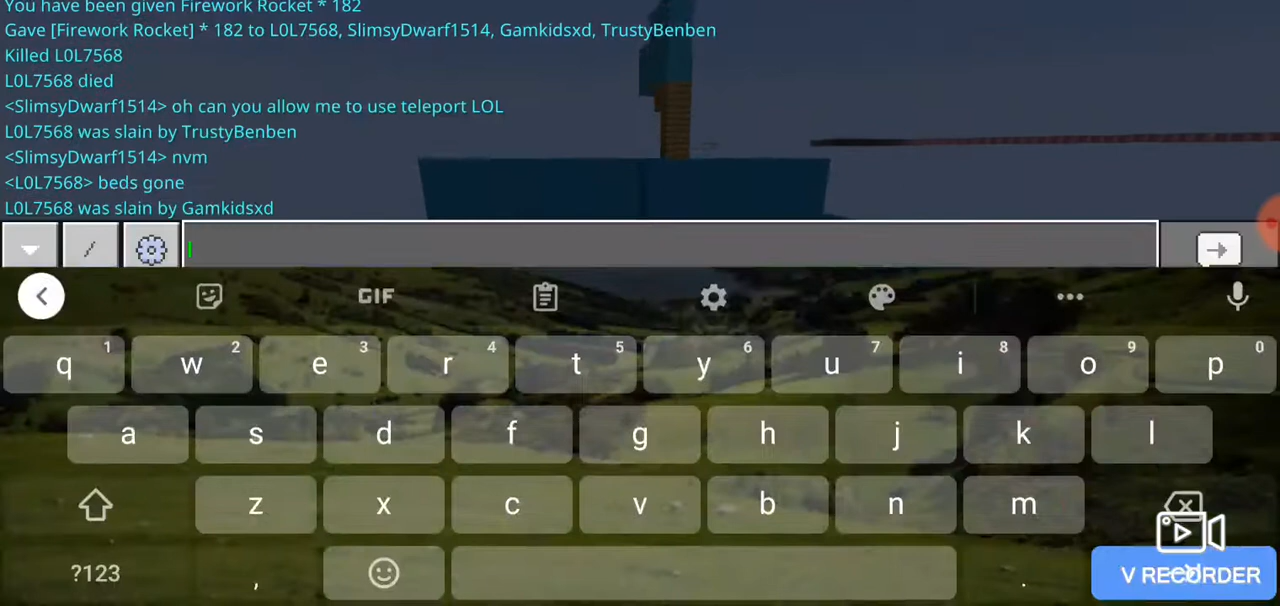 You have been given Firework Rocket * 182
Gave [Firework Rocket] * 182 to L0L7568, SlimsyDwarf1514, Gamkidsxd, TrustyBenben
Killed L0L7568
L0L7568 died
<SlimsyDwarf1514> oh can you allow me to use teleport LOL
L0L7568 was slain by TrustyBenben
<SlimsyDwarf1514> nvm
<L0L7568> beds gone
L0L7568 was slain by Gamkidsxd
/
GIF
q 1 w 2 e 3 r 4 t 5 y 6 u 7 i 8 o 9 p 0
a s d f g h j k l
z x c v b n m
?123 , . V RECORDER